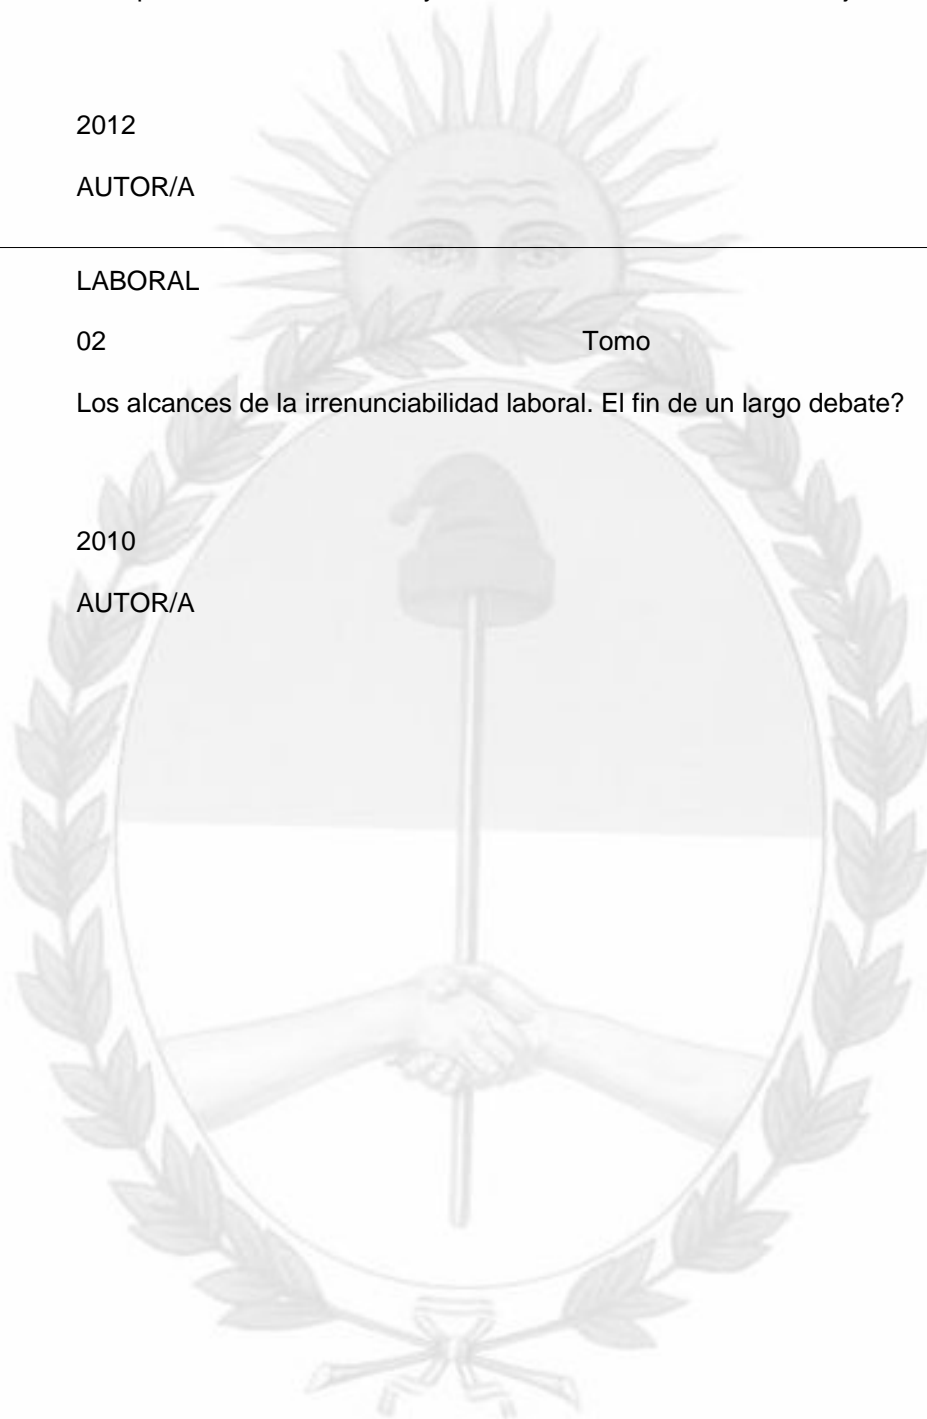 2012
AUTOR/A
LABORAL
02 Tomo
Los alcances de la irrenunciabilidad laboral. El fin de un largo debate?
2010
AUTOR/A